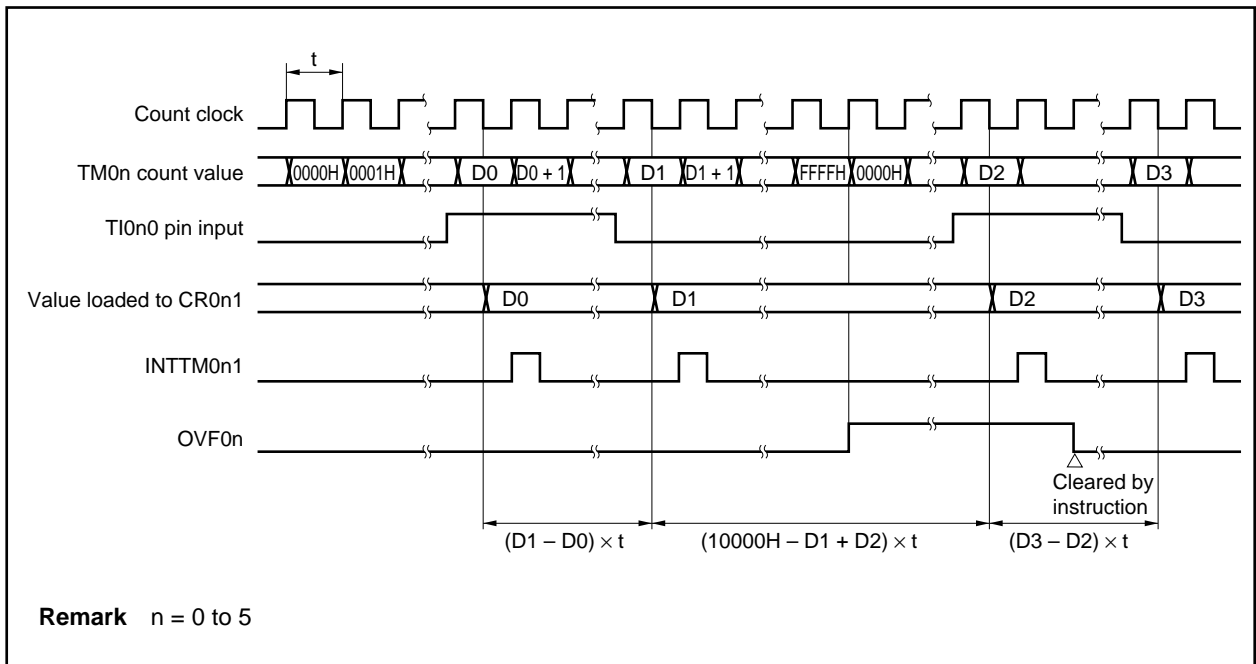 t
Count clock
TM0n count value 0000H 0001H D0 D0 + 1 D1 D1 + 1 FFFFH 0000H D2 D3
TI0n0 pin input
Value loaded to CR0n1 D0 D1 D2 D3
INTTM0n1
OVF0n
Cleared by
instruction
(D1 – D0) × t (10000H – D1 + D2) × t (D3 – D2) × t
Remark n = 0 to 5